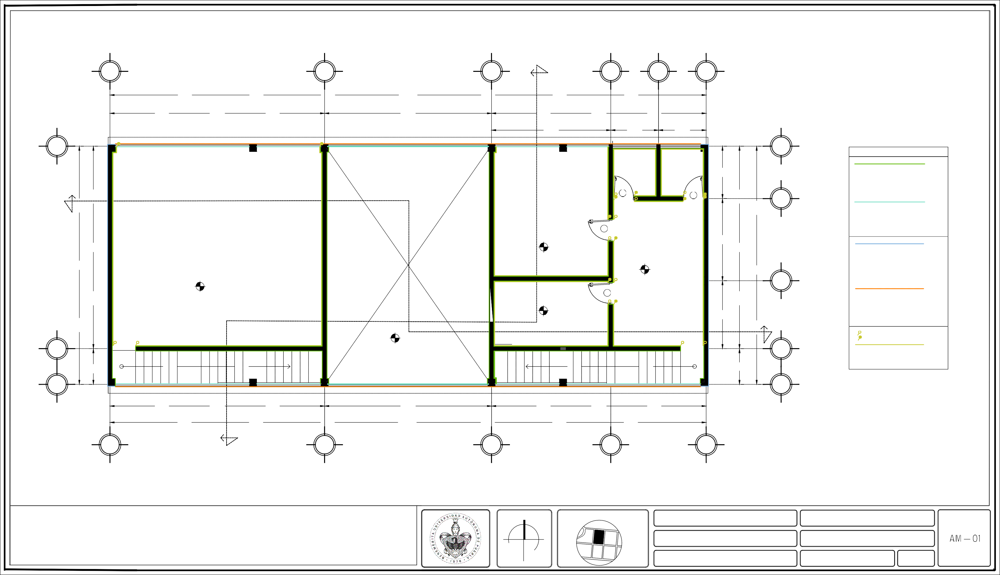 BENEMÉRITA UNIVERSIDAD AUTÓNOMA DE PUEBLA
• 1578 •
AM – 01